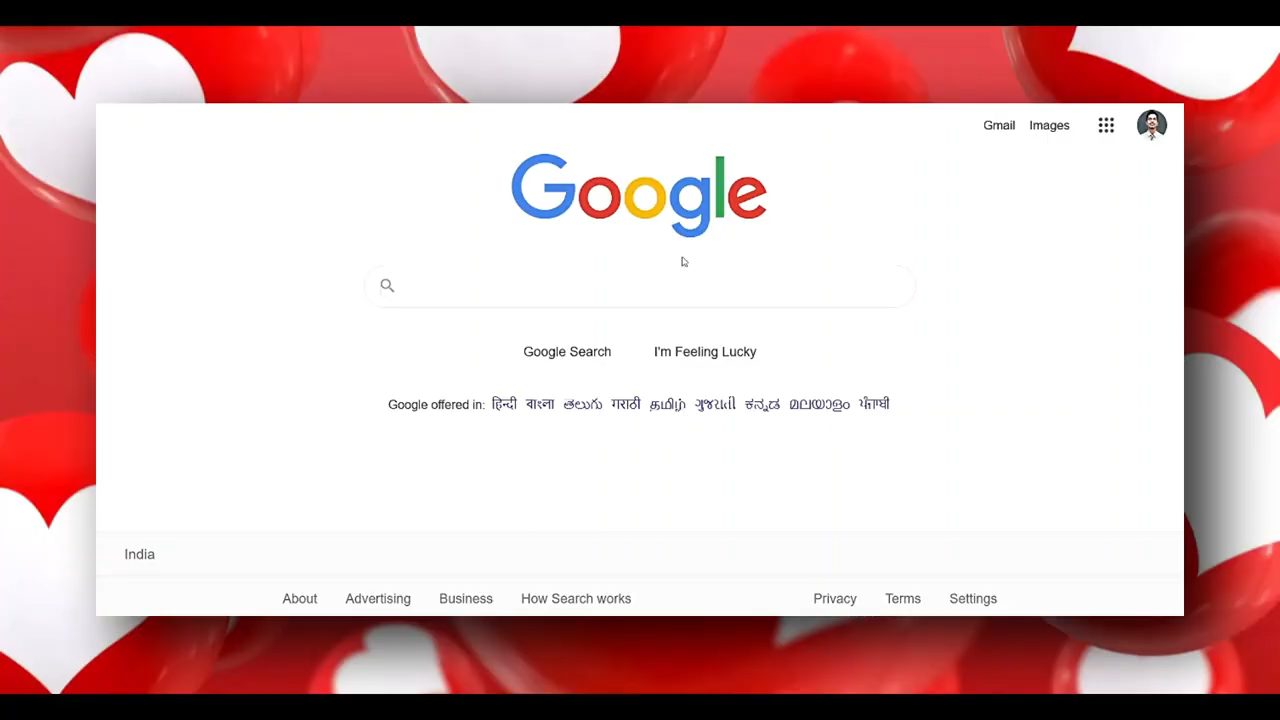 Gmail Images
Google
Google Search I'm Feeling Lucky
Google offered in: हिन्दी বাংলা తెలుగు मराठी தமிழ் ગુજરાતી ಕನ್ನಡ മലയാളം ਪੰਜਾਬੀ
India
About Advertising Business How Search works Privacy Terms Settings